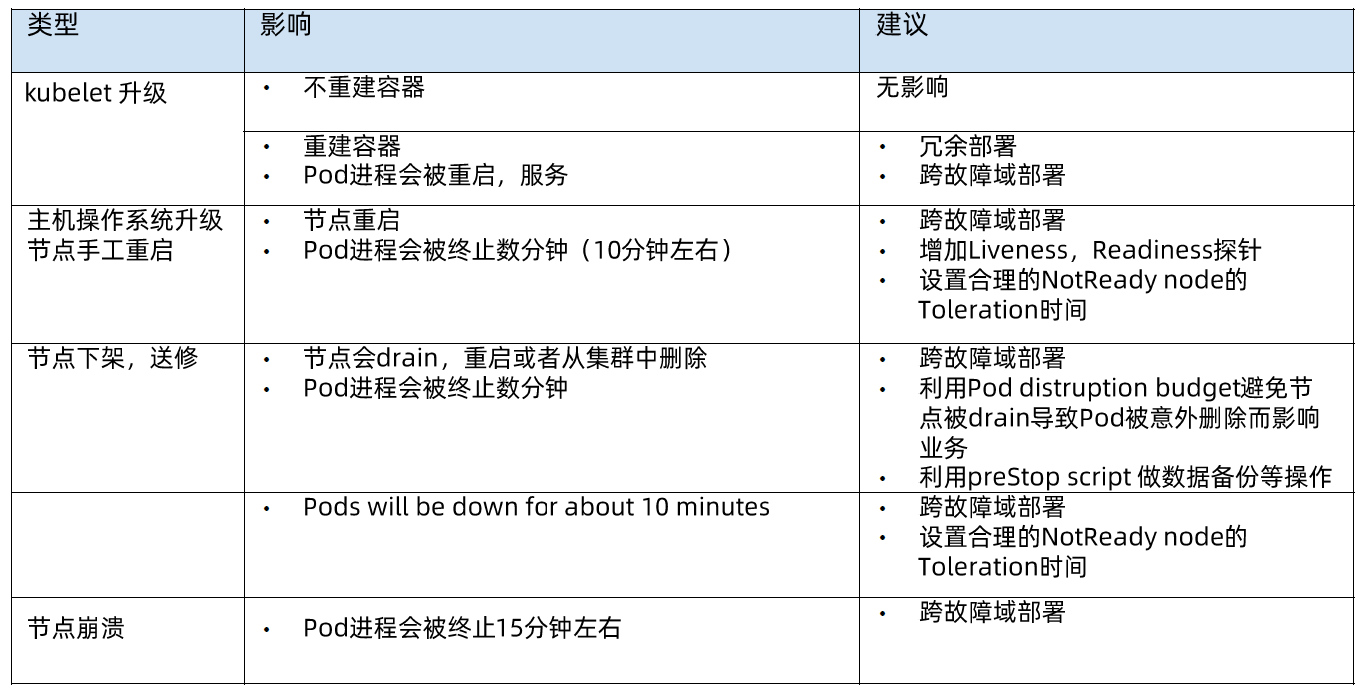 类型
影响
建议
kubelet 升级
• 不重建容器
无影响
• 重建容器
• Pod进程会被重启，服务
• 冗余部署
• 跨故障域部署
主机操作系统升级
节点手工重启
• 节点重启
• Pod进程会被终止数分钟（10分钟左右）
• 跨故障域部署
• 增加Liveness，Readiness探针
• 设置合理的NotReady node的
Toleration时间
节点下架，送修
• 节点会drain，重启或者从集群中删除
• Pod进程会被终止数分钟
• 跨故障域部署
• 利用Pod distruption budget避免节
点被drain导致Pod被意外删除而影响
业务
• 利用preStop script 做数据备份等操作
• Pods will be down for about 10 minutes
• 跨故障域部署
• 设置合理的NotReady node的
Toleration时间
节点崩溃
• Pod进程会被终止15分钟左右
• 跨故障域部署